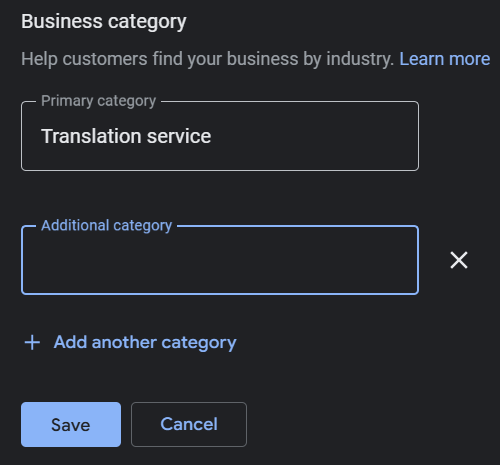 Business category
Help customers find your business by industry. Learn more
Primary category
Translation service
Additional category
Add another category
Save
Cancel